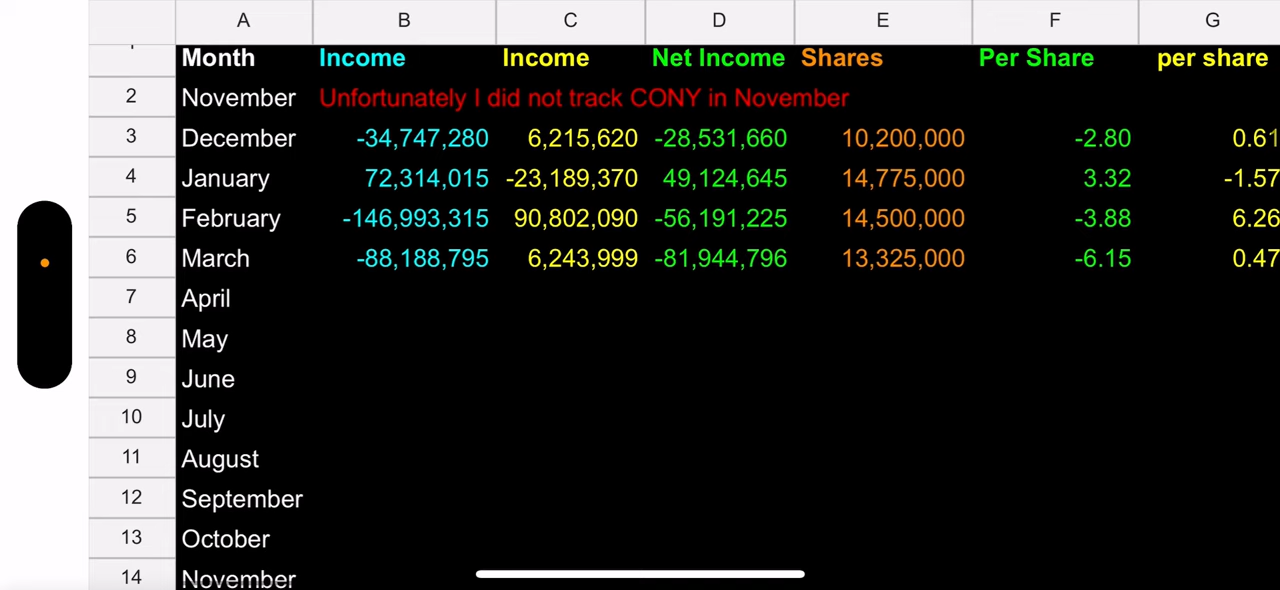 A B C D E F G
Month Income Income Net Income Shares Per Share per share
2 November Unfortunately I did not track CONY in November
3 December -34,747,280 6,215,620 -28,531,660 10,200,000 -2.80 0.61
4 January 72,314,015 -23,189,370 49,124,645 14,775,000 3.32 -1.57
5 February -146,993,315 90,802,090 -56,191,225 14,500,000 -3.88 6.26
6 March -88,188,795 6,243,999 -81,944,796 13,325,000 -6.15 0.47
7 April
8 May
9 June
10 July
11 August
12 September
13 October
14 November